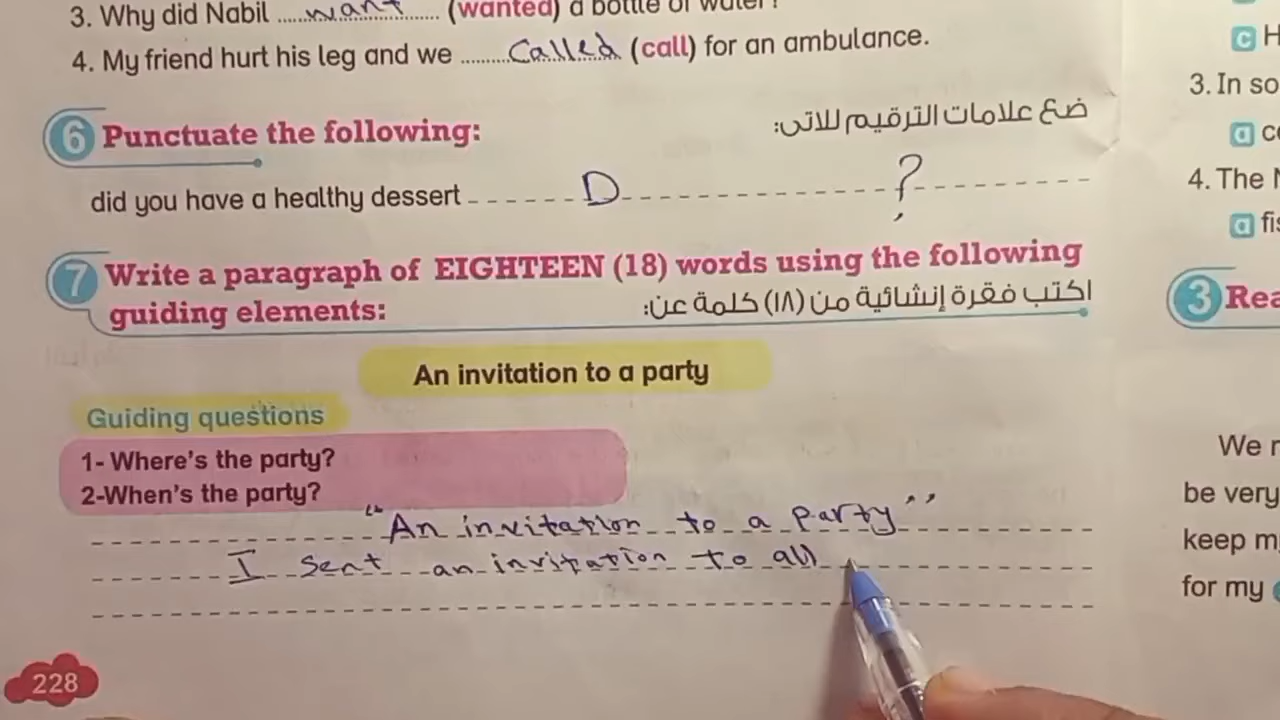 3. Why did Nabil want (wanted) a bottle of water?
4. My friend hurt his leg and we Called (call) for an ambulance.
6 Punctuate the following:
ضع علامات الترقيم للاتى:
did you have a healthy dessert D ?
7 Write a paragraph of EIGHTEEN (18) words using the following
guiding elements:
اكتب فقرة إنشائية من (١٨) كلمة عن:
An invitation to a party
Guiding questions
1- Where's the party?
2-When's the party?
"An invitation to a party"
I sent an invitation to all
228
c H
3. In so
a c
4. The
a fis
3 Rea
We
be very
keep m
for my